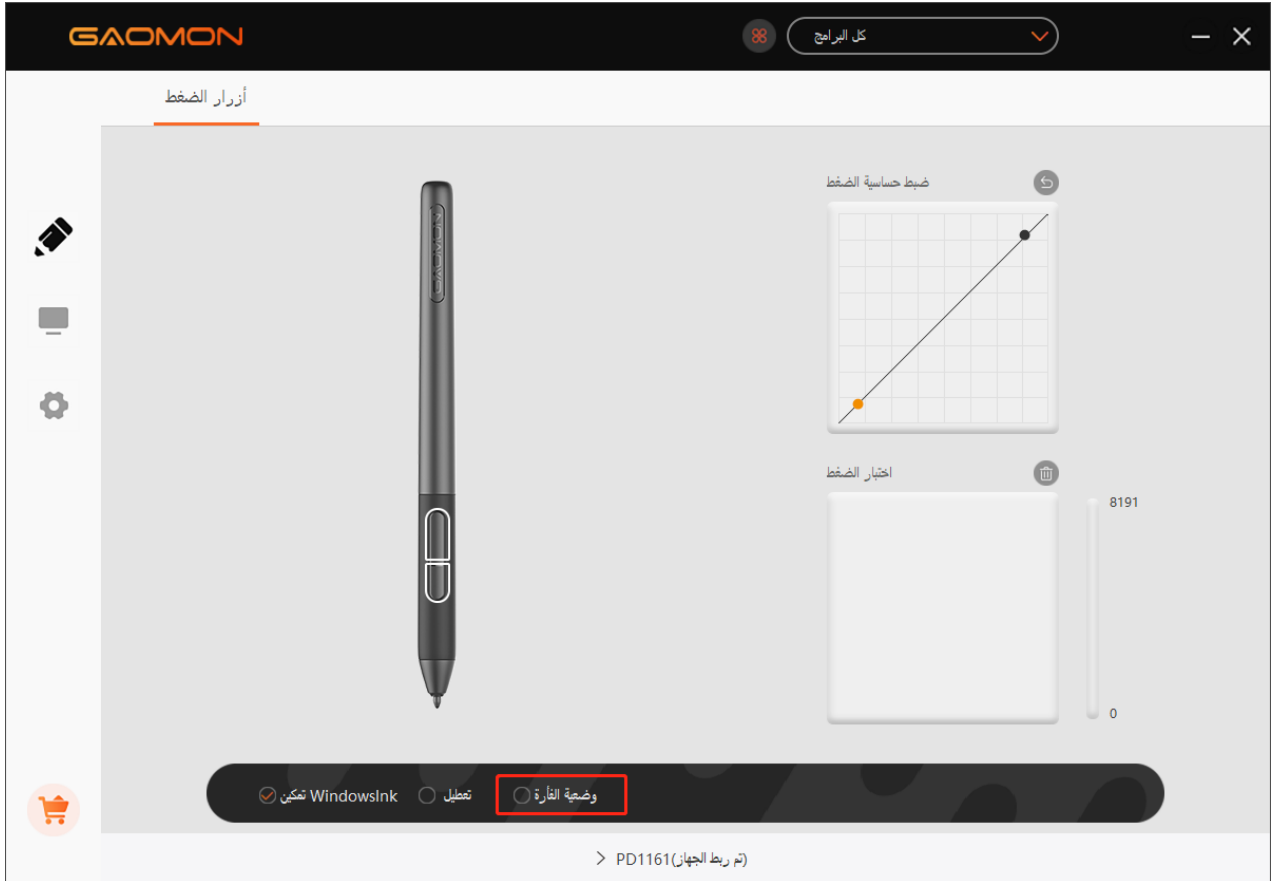 GAOMON
كل البرامج
أزرار الضغط
ضبط حساسية الضغط
GAOMON
اختبار الضغط
8191
0
تمكين WindowsInk
تعطيل
وضعية الفأرة
PD1161(تم ربط الجهاز)